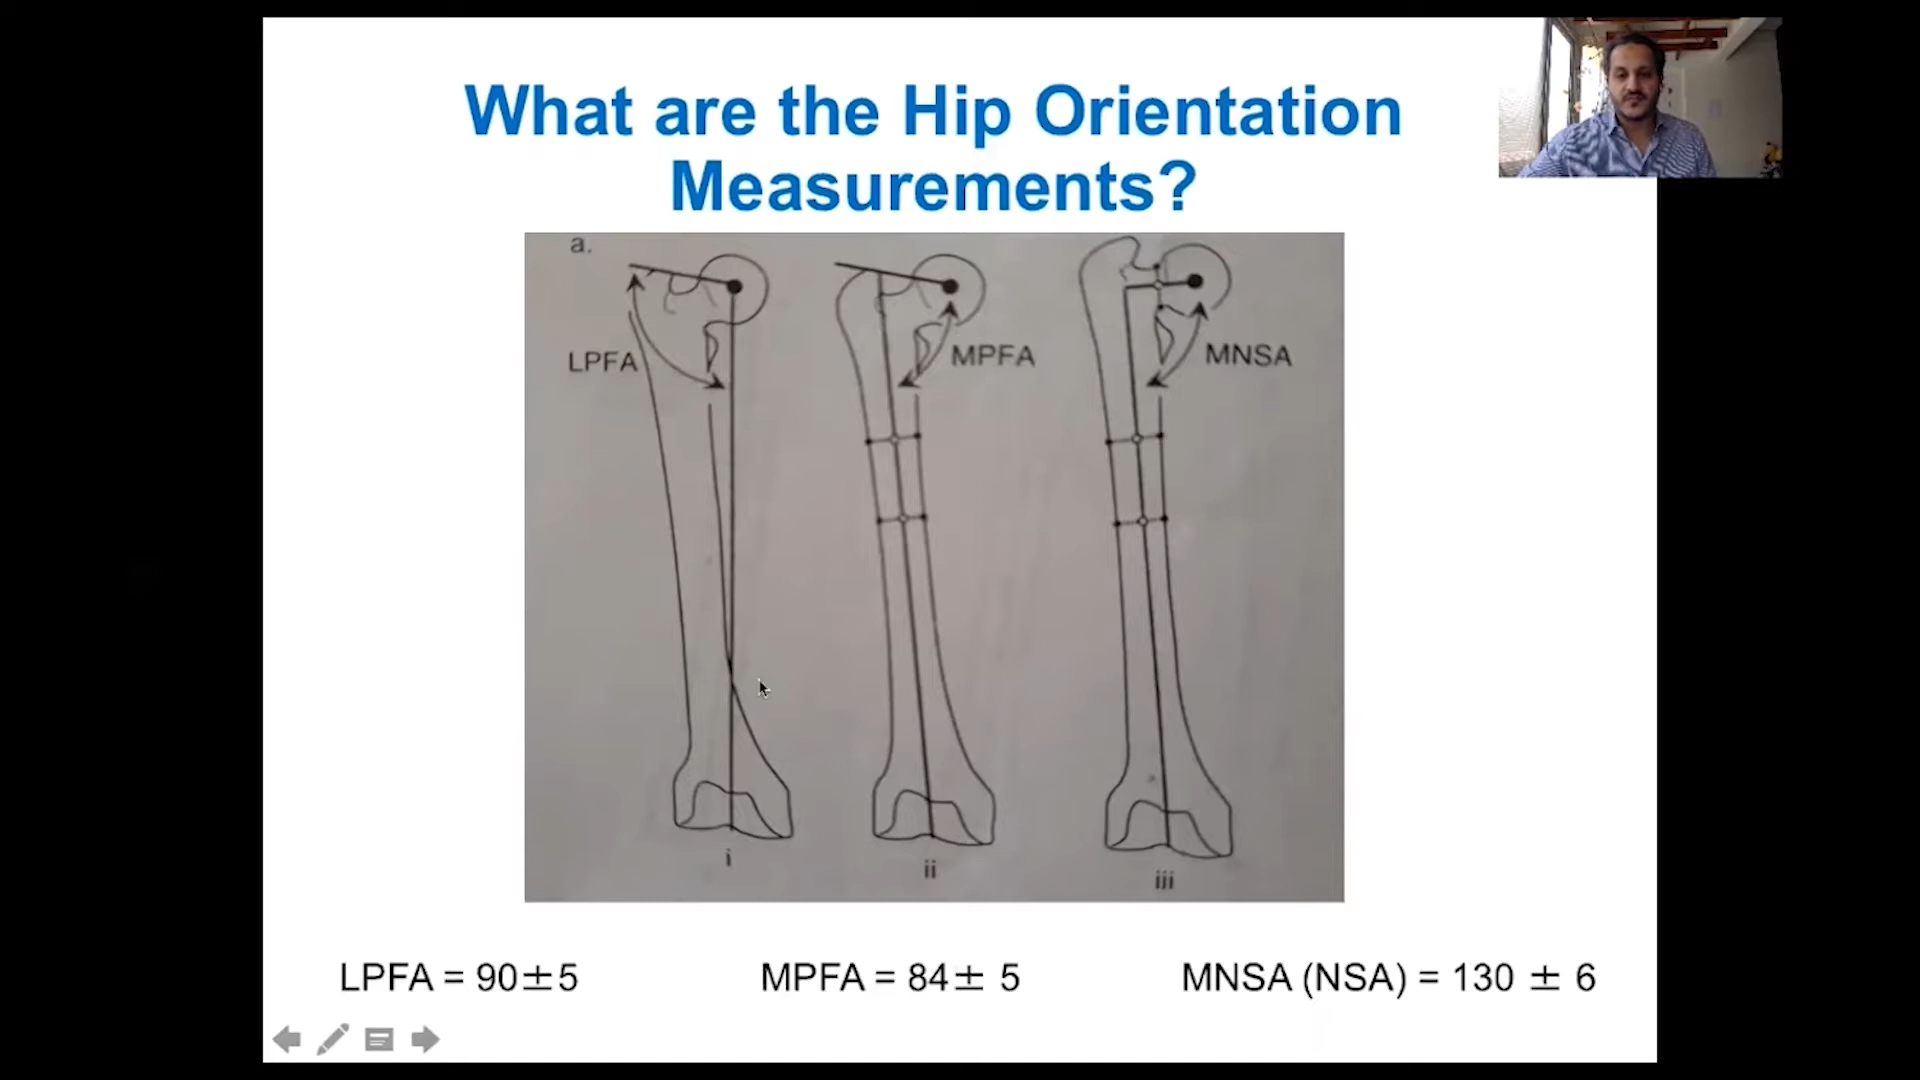 What are the Hip Orientation
Measurements?
a.
LPFA
MPFA
MNSA
i
ii
iii
LPFA = 90±5
MPFA = 84± 5
MNSA (NSA) = 130 ± 6